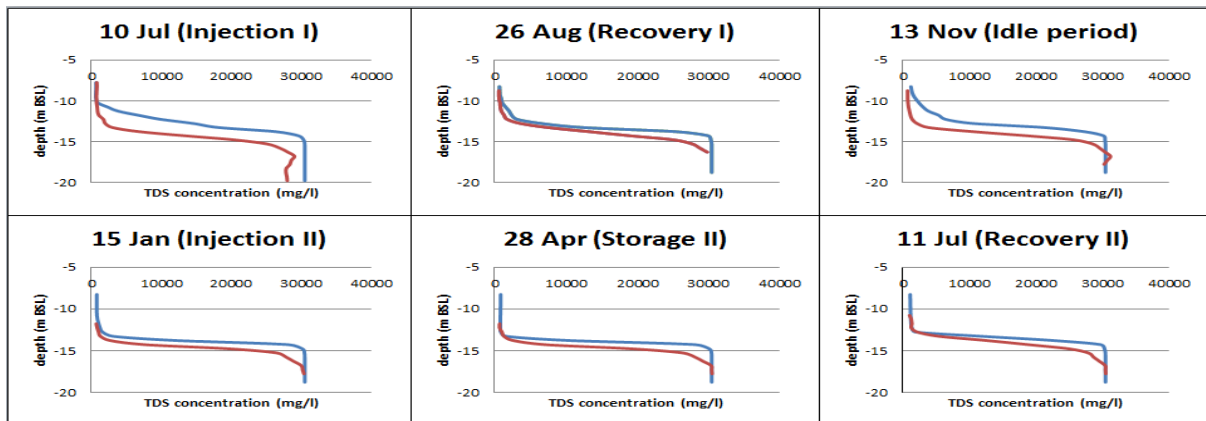 10 Jul (Injection I)
-5
0 10000 20000 30000 40000
-10
-15
-20
depth (m BSL)
TDS concentration (mg/l)
26 Aug (Recovery I)
-5
0 10000 20000 30000 40000
-10
-15
-20
depth (m BSL)
TDS concentration (mg/l)
13 Nov (Idle period)
-5
0 10000 20000 30000 40000
-10
-15
-20
depth (m BSL)
TDS concentration (mg/l)
15 Jan (Injection II)
-5
0 10000 20000 30000 40000
-10
-15
-20
depth (m BSL)
TDS concentration (mg/l)
28 Apr (Storage II)
-5
0 10000 20000 30000 40000
-10
-15
-20
depth (m BSL)
TDS concentration (mg/l)
11 Jul (Recovery II)
-5
0 10000 20000 30000 40000
-10
-15
-20
depth (m BSL)
TDS concentration (mg/l)